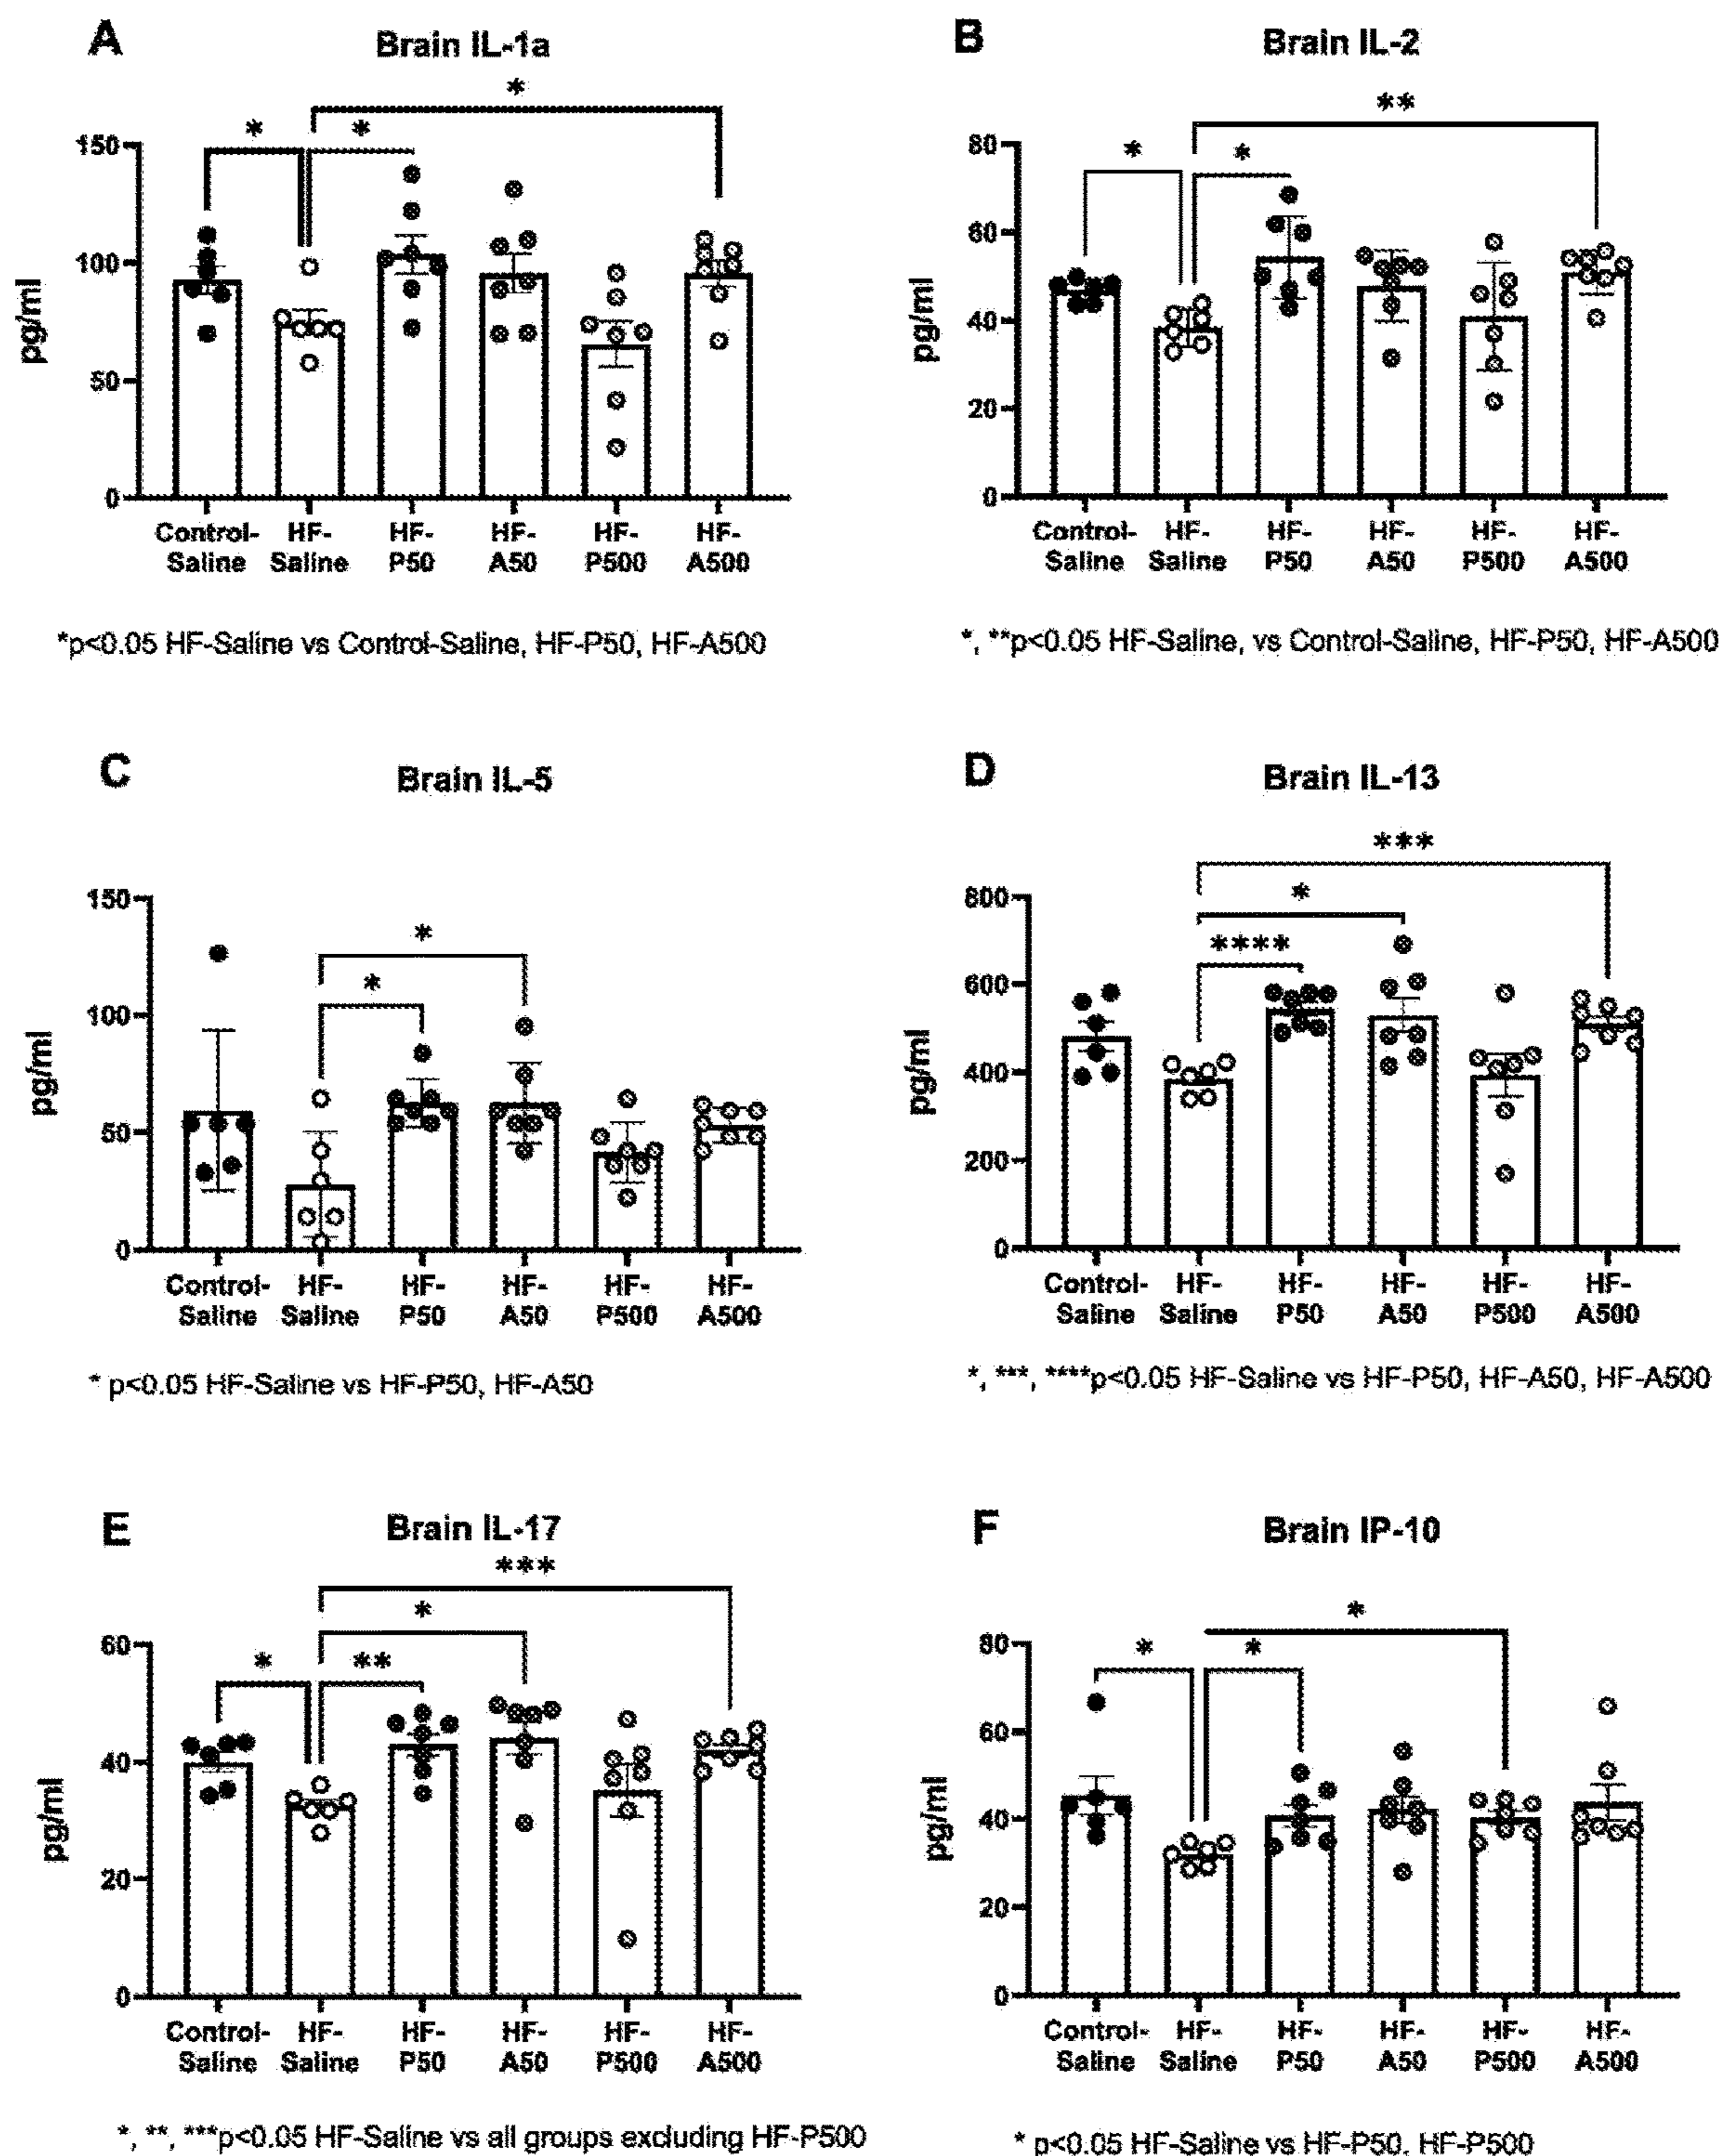 A
Brain IL-1a
*
* *
150
100
50
0
pg/ml
Control-Saline HF-Saline HF-P50 HF-A50 HF-P500 HF-A500
*p<0.05 HF-Saline vs Control-Saline, HF-P50, HF-A500
B
Brain IL-2
**
* *
80
60
40
20
0
pg/ml
Control-Saline HF-Saline HF-P50 HF-A50 HF-P500 HF-A500
*, **p<0.05 HF-Saline, vs Control-Saline, HF-P50, HF-A500
C
Brain IL-5
*
*
150
100
50
0
pg/ml
Control-Saline HF-Saline HF-P50 HF-A50 HF-P500 HF-A500
* p<0.05 HF-Saline vs HF-P50, HF-A50
D
Brain IL-13
***
*
****
800
600
400
200
0
pg/ml
Control-Saline HF-Saline HF-P50 HF-A50 HF-P500 HF-A500
*, ***, ****p<0.05 HF-Saline vs HF-P50, HF-A50, HF-A500
E
Brain IL-17
***
*
* **
60
40
20
0
pg/ml
Control-Saline HF-Saline HF-P50 HF-A50 HF-P500 HF-A500
*, **, ***p<0.05 HF-Saline vs all groups excluding HF-P500
F
Brain IP-10
*
* *
80
60
40
20
0
pg/ml
Control-Saline HF-Saline HF-P50 HF-A50 HF-P500 HF-A500
* p<0.05 HF-Saline vs HF-P50, HF-P500